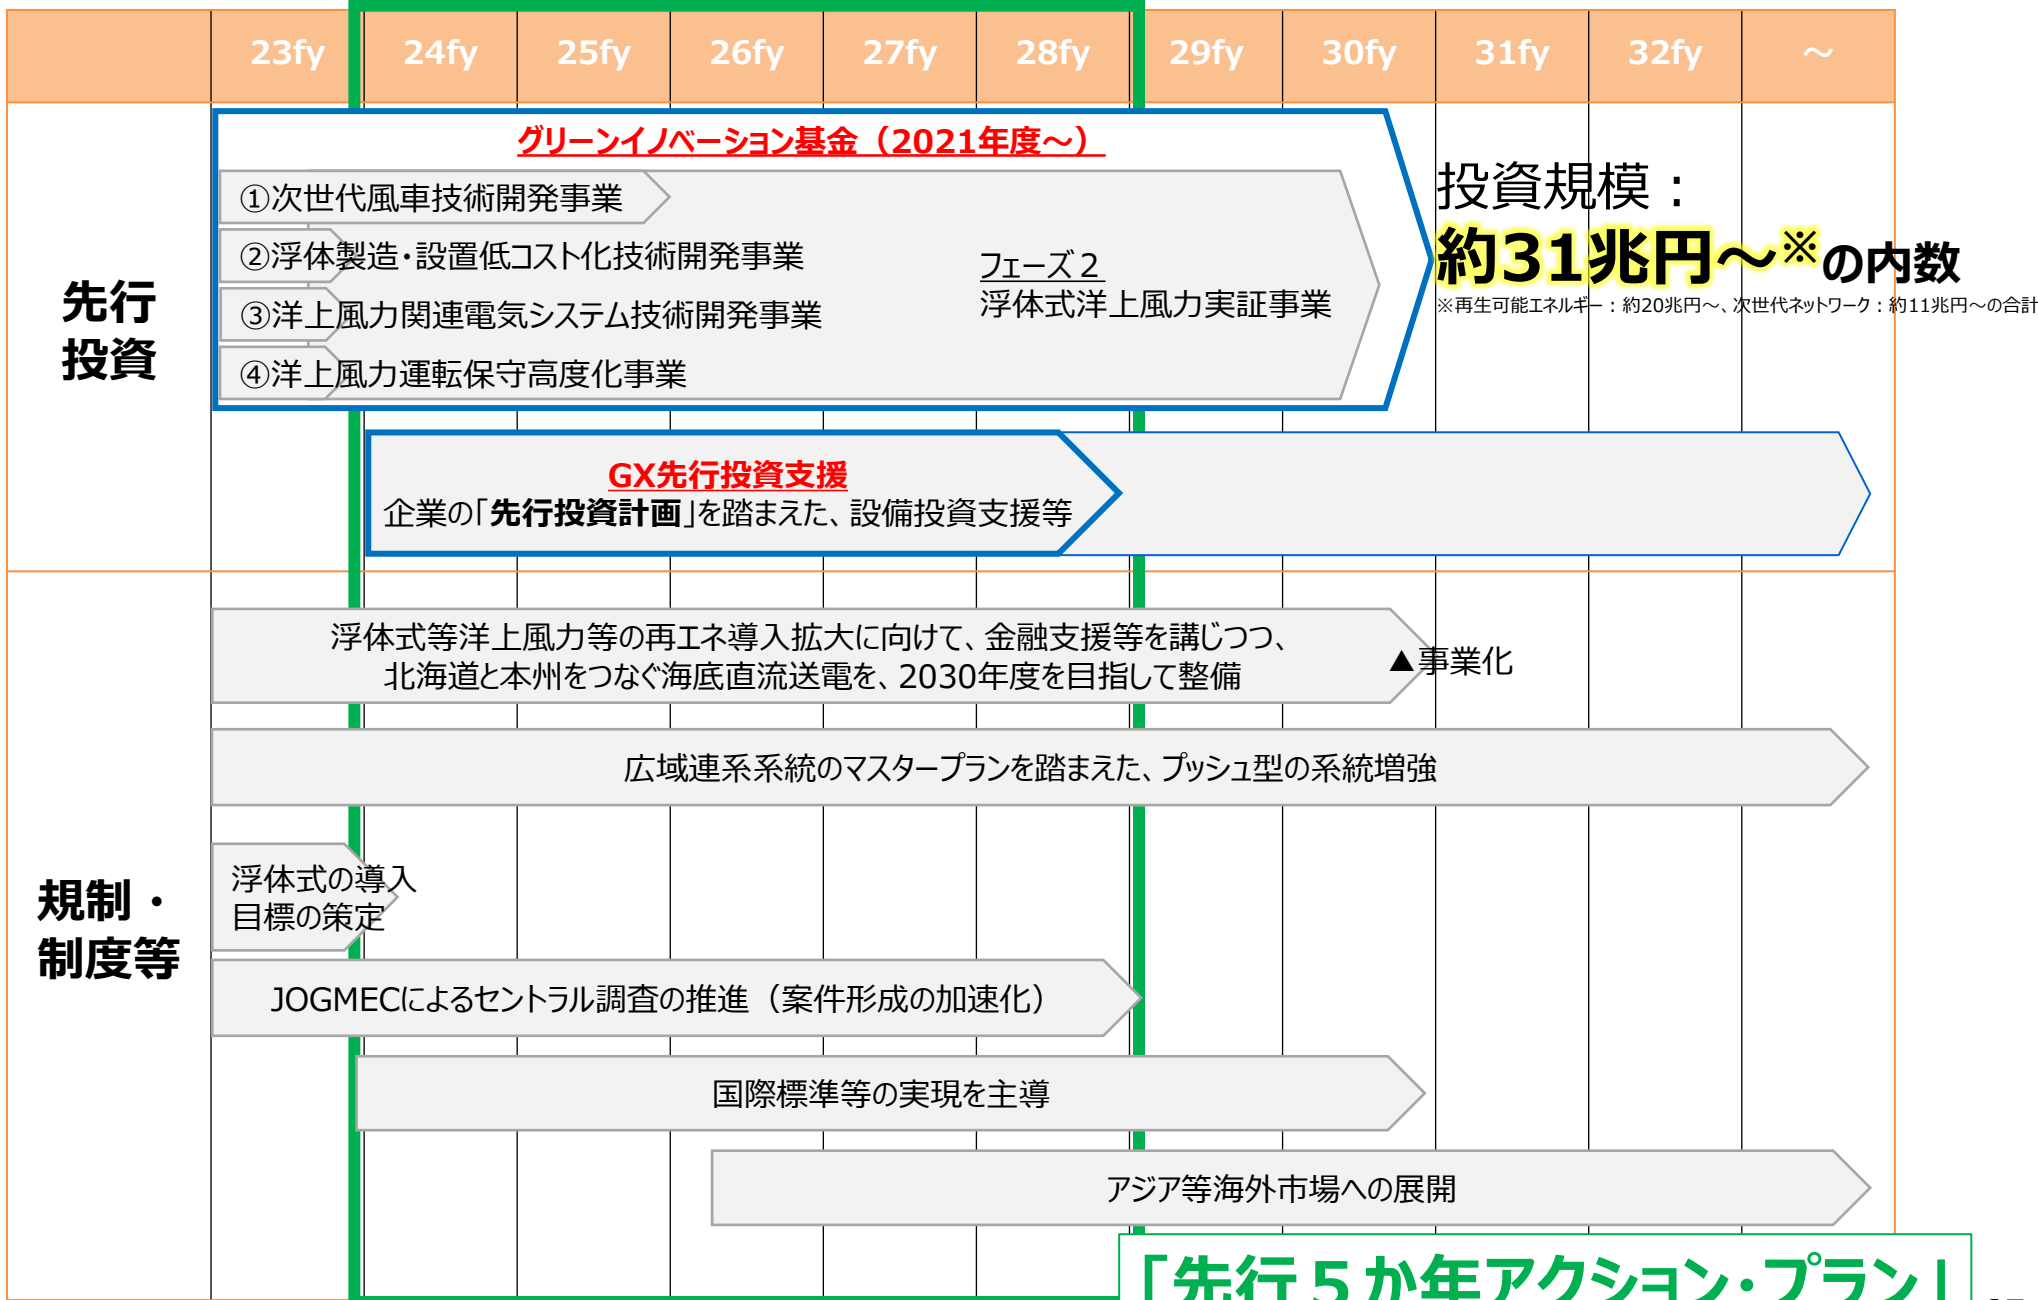 23fy 24fy 25fy 26fy 27fy 28fy 29fy 30fy 31fy 32fy ～
先行
投資
グリーンイノベーション基金（2021年度～）
①次世代風車技術開発事業
②浮体製造・設置低コスト化技術開発事業
③洋上風力関連電気システム技術開発事業
④洋上風力運転保守高度化事業
フェーズ２
浮体式洋上風力実証事業
投資規模：
約31兆円～※の内数
※再生可能エネルギー：約20兆円～、次世代ネットワーク：約11兆円～の合計
GX先行投資支援
企業の「先行投資計画」を踏まえた、設備投資支援等
規制・
制度等
浮体式等洋上風力等の再エネ導入拡大に向けて、金融支援等を講じつつ、
北海道と本州をつなぐ海底直流送電を、2030年度を目指して整備
▲事業化
広域連系系統のマスタープランを踏まえた、プッシュ型の系統増強
浮体式の導入
目標の策定
JOGMECによるセントラル調査の推進（案件形成の加速化）
国際標準等の実現を主導
アジア等海外市場への展開
「先行５か年アクション・プラン」